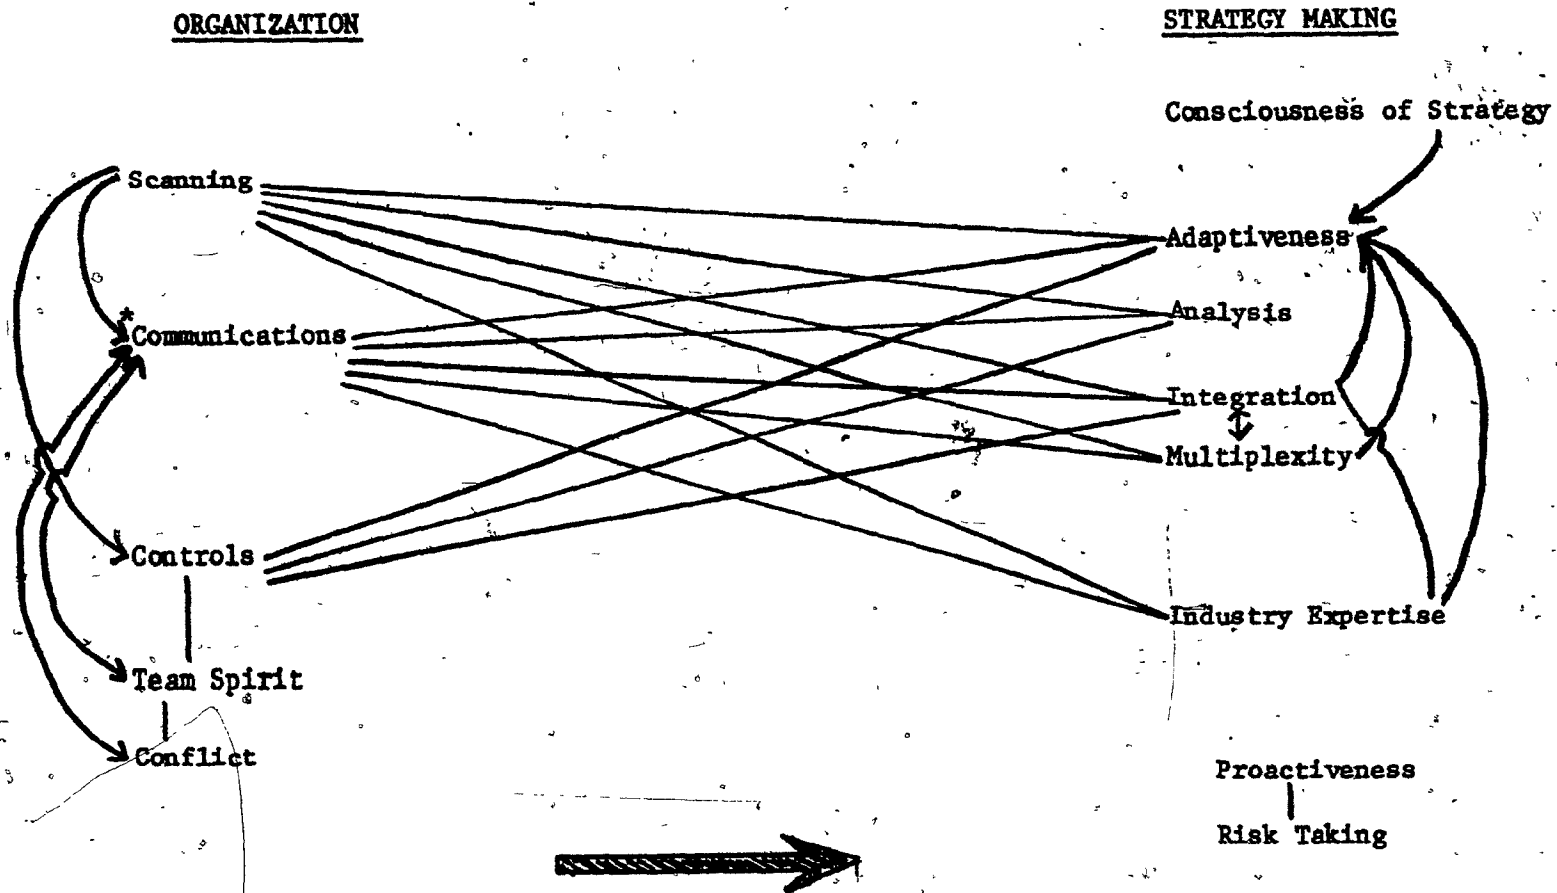 ORGANIZATION
STRATEGY MAKING
Consciousness of Strategy
Scanning
Adaptiveness
Analysis
*
Communications
Integration
Multiplexity
Controls
Industry Expertise
Team Spirit
Conflict
Proactiveness
Risk Taking